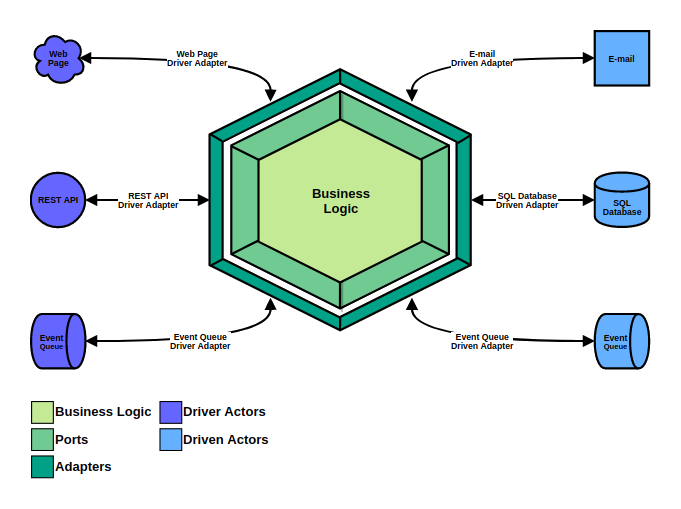 Web
Page
Web Page
Driver Adapter
E-mail
Driven Adapter
E-mail
REST API
REST API
Driver Adapter
Business
Logic
SQL Database
Driven Adapter
SQL
Database
Event
Queue
Event Queue
Driver Adapter
Event Queue
Driven Adapter
Event
Queue
Business Logic
Driver Actors
Ports
Driven Actors
Adapters